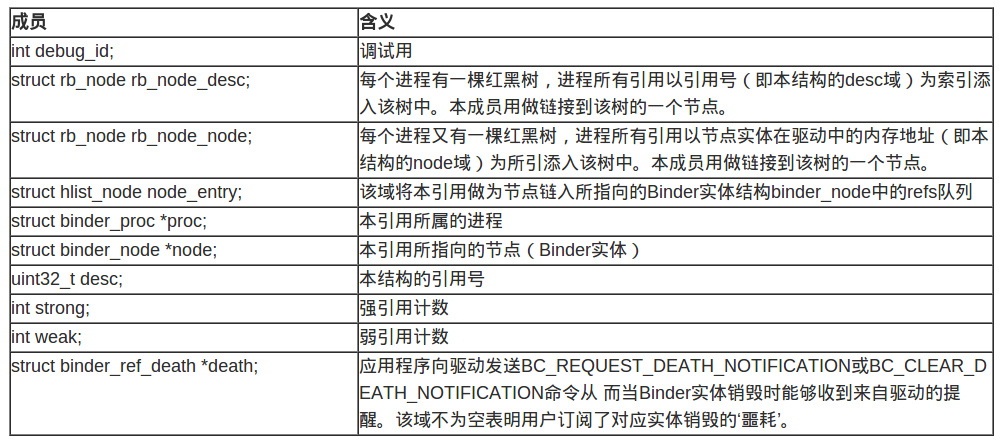 成员
含义
int debug_id;
调试用
struct rb_node rb_node_desc;
每个进程有一棵红黑树，进程所有引用以引用号（即本结构的desc域）为索引添
入该树中。本成员用做链接到该树的一个节点。
struct rb_node rb_node_node;
每个进程又有一棵红黑树，进程所有引用以节点实体在驱动中的内存地址（即本
结构的node域）为所引添入该树中。本成员用做链接到该树的一个节点。
struct hlist_node node_entry;
该域将本引用做为节点链入所指向的Binder实体结构binder_node中的refs队列
struct binder_proc *proc;
本引用所属的进程
struct binder_node *node;
本引用所指向的节点（Binder实体）
uint32_t desc;
本结构的引用号
int strong;
强引用计数
int weak;
弱引用计数
struct binder_ref_death *death;
应用程序向驱动发送BC_REQUEST_DEATH_NOTIFICATION或BC_CLEAR_D
EATH_NOTIFICATION命令从 而当Binder实体销毁时能够收到来自驱动的提
醒。该域不为空表明用户订阅了对应实体销毁的‘噩耗’。